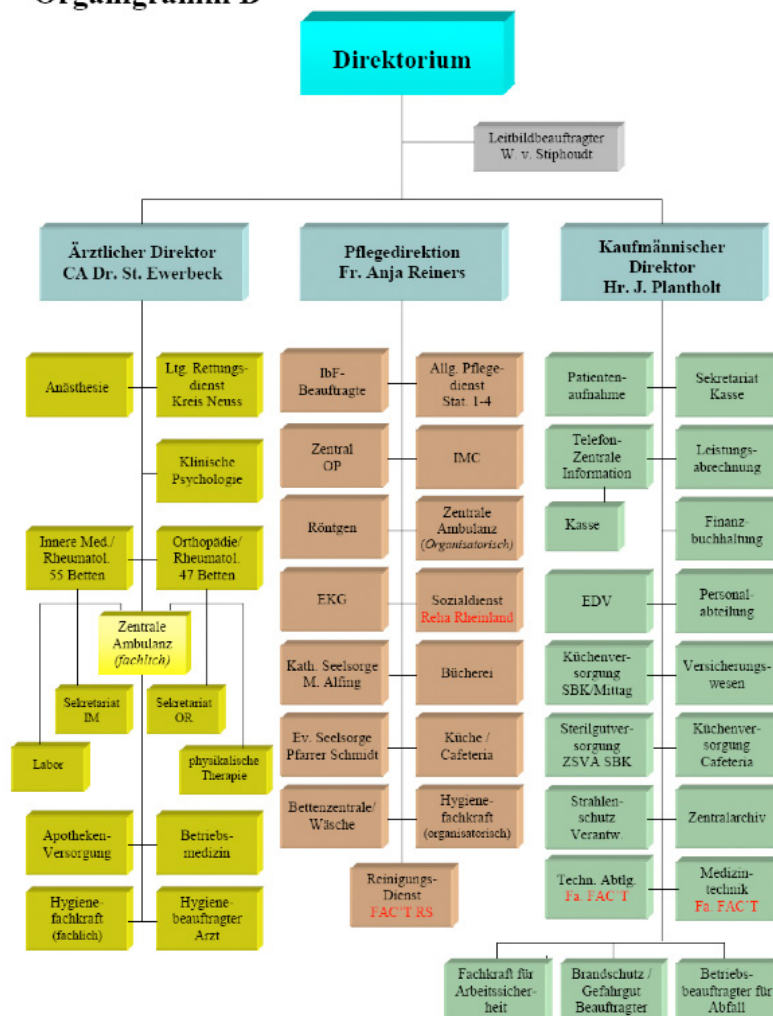 Organigramm B
Direktorium
Leitbildbeauftragter
W. v. Stiphoudt
Ärztlicher Direktor
CA Dr. St. Ewerbeck
Pflegedirektion
Fr. Anja Reiners
Kaufmännischer
Direktor
Hr. J. Plantholt
Anästhesie
Ltg. Rettungs-
dienst
Kreis Neuss
Klinische
Psychologie
Innere Med./
Rheumatol.
55 Betten
Orthopädie/
Rheumatol.
47 Betten
Zentrale
Ambulanz
(fachlich)
Sekretariat
IM
Sekretariat
OR
Labor
physikalische
Therapie
Apotheken-
Versorgung
Betriebs-
medizin
Hygiene-
fachkraft
(fachlich)
Hygiene-
beauftragter
Arzt
IbF-
Beauftragte
Allg. Pflege-
dienst
Stat. 1-4
Zentral
OP
IMC
Röntgen
Zentrale
Ambulanz
(Organisatorisch)
EKG
Sozialdienst
Reha Rheinland
Kath. Seelsorge
M. Alfing
Bücherei
Ev. Seelsorge
Pfarrer Schmidt
Küche /
Cafeteria
Bettenzentrale/
Wäsche
Hygiene-
fachkraft
(organisatorisch)
Reinigungs-
Dienst
FAC'T RS
Patienten-
aufnahme
Sekretariat
Kasse
Telefon-
Zentrale
Information
Leistungs-
abrechnung
Kasse
Finanz-
buchhaltung
EDV
Personal-
abteilung
Küchenver-
sorgung
SBK/Mittag
Versicherungs-
wesen
Sterilgutver-
sorgung
ZSVA SBK
Küchenver-
sorgung
Cafeteria
Strahlen-
schutz
Verantw.
Zentralarchiv
Techn. Abtlg.
Fa. FAC'T
Medizin-
technik
Fa. FAC'T
Fachkraft für
Arbeitssicher-
heit
Brandschutz /
Gefahrgut
Beauftragter
Betriebs-
beauftragter für
Abfall